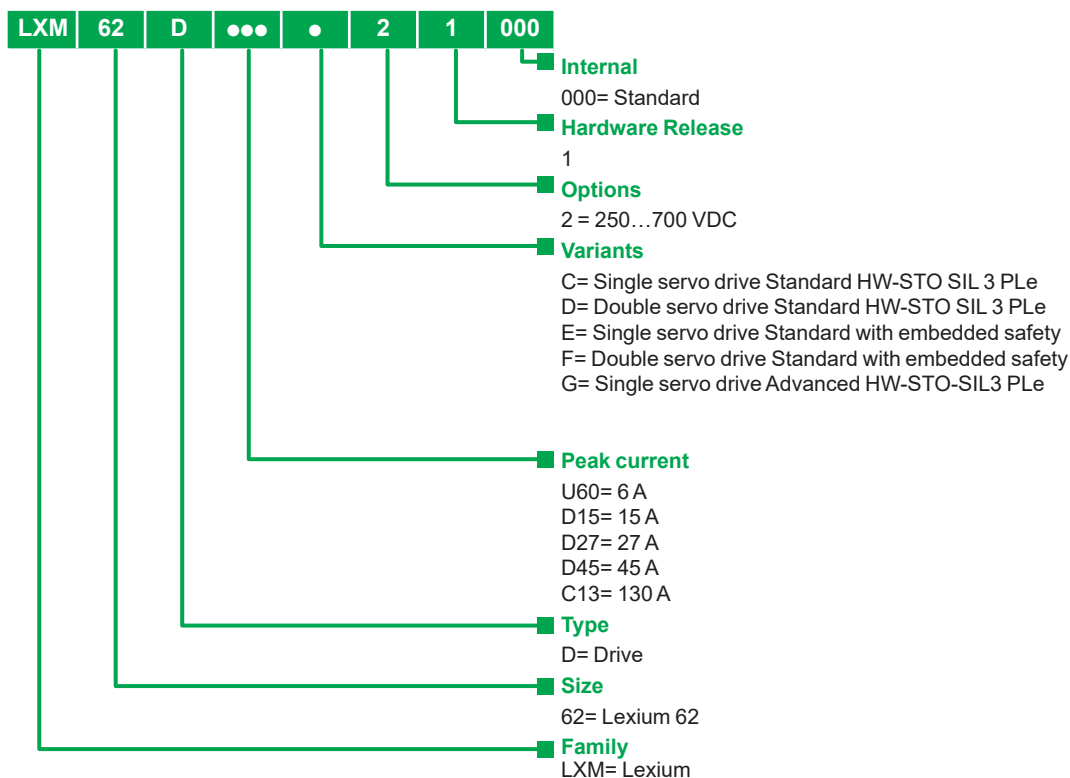 LXM 62 D ●●● ● 2 1 000
Internal
000= Standard
Hardware Release
1
Options
2 = 250…700 VDC
Variants
C= Single servo drive Standard HW-STO SIL 3 PLe
D= Double servo drive Standard HW-STO SIL 3 PLe
E= Single servo drive Standard with embedded safety
F= Double servo drive Standard with embedded safety
G= Single servo drive Advanced HW-STO-SIL3 PLe
Peak current
U60= 6 A
D15= 15 A
D27= 27 A
D45= 45 A
C13= 130 A
Type
D= Drive
Size
62= Lexium 62
Family
LXM= Lexium